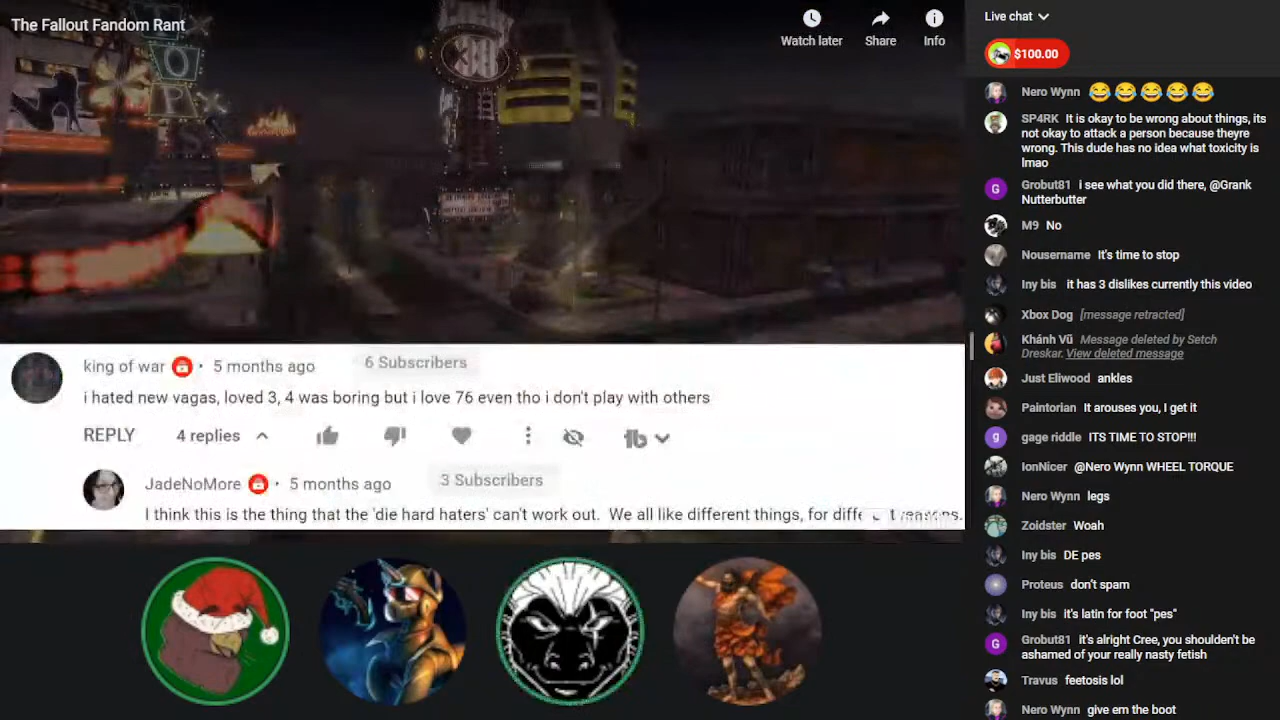 The Fallout Fandom Rant
Watch later
Share
Info
TOPS
king of war • 5 months ago 6 Subscribers
i hated new vagas, loved 3, 4 was boring but i love 76 even tho i don't play with others
REPLY 4 replies
JadeNoMore • 5 months ago 3 Subscribers
I think this is the thing that the 'die hard haters' can't work out. We all like different things, for
Live chat
$100.00
Nero Wynn 😂😂😂😂😂
SP4RK It is okay to be wrong about things, its
not okay to attack a person because theyre
wrong. This dude has no idea what toxicity is
lmao
Grobut81 i see what you did there, @Grank
Nutterbutter
M9 No
Nousername It's time to stop
Iny bis it has 3 dislikes currently this video
Xbox Dog [message retracted]
Khánh Vũ Message deleted by Setch
Dreskar. View deleted message
Just Eliwood ankles
Paintorian It arouses you, I get it
G
g
gage riddle ITS TIME TO STOP!!!
IonNicer @Nero Wynn WHEEL TORQUE
Nero Wynn legs
Zoidster Woah
Iny bis DE pes
Proteus don't spam
Iny bis it's latin for foot "pes"
G
Grobut81 it's alright Cree, you shoulden't be
ashamed of your really nasty fetish
Travus feetosis lol
Nero Wynn give em the boot